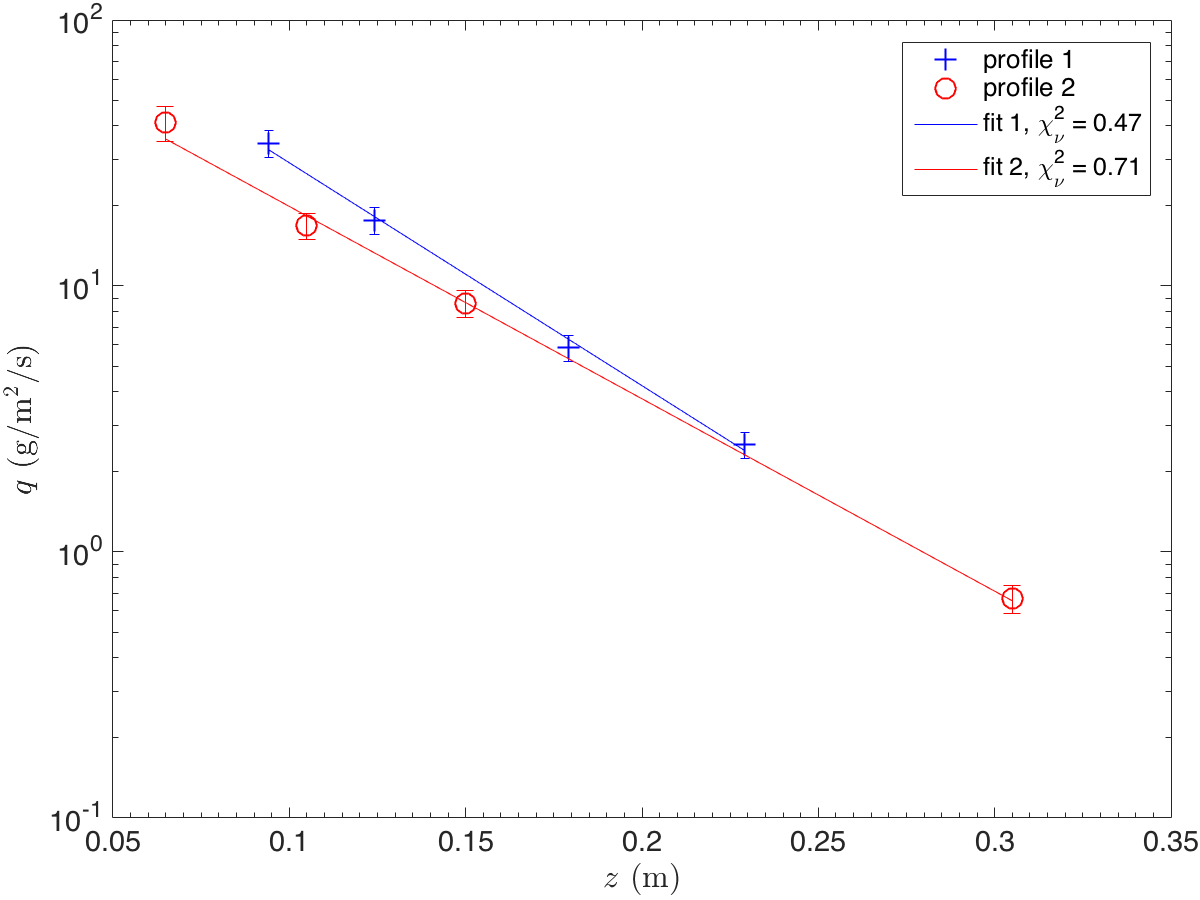 10^2
10^1
10^0
10^-1
q (g/m^2/s)
0.05 0.1 0.15 0.2 0.25 0.3 0.35
z (m)
profile 1
profile 2
fit 1, χ_ν^2 = 0.47
fit 2, χ_ν^2 = 0.71